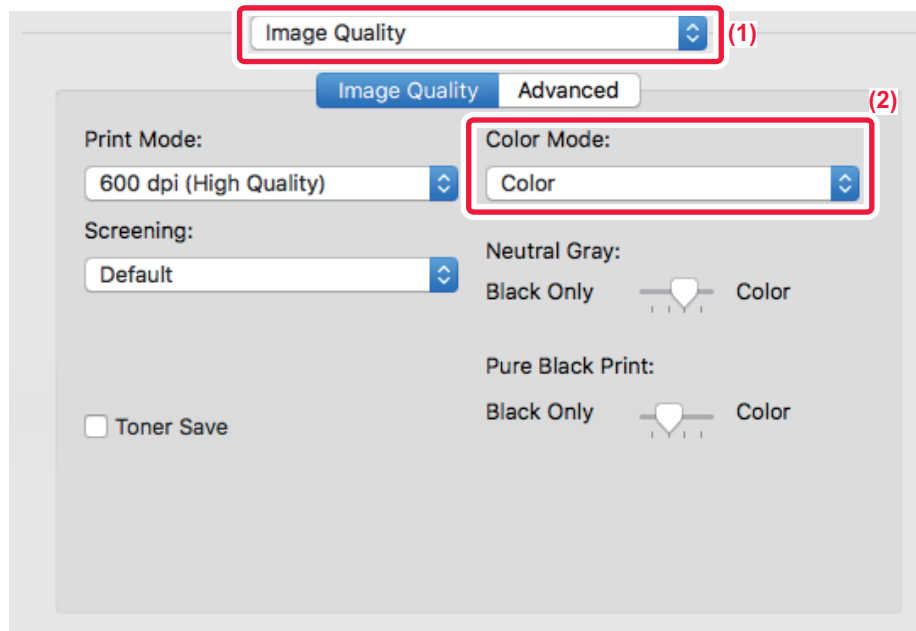 Image Quality
(1)
Image Quality
Advanced
(2)
Print Mode:
600 dpi (High Quality)
Screening:
Default
Toner Save
Color Mode:
Color
Neutral Gray:
Black Only Color
Pure Black Print:
Black Only Color